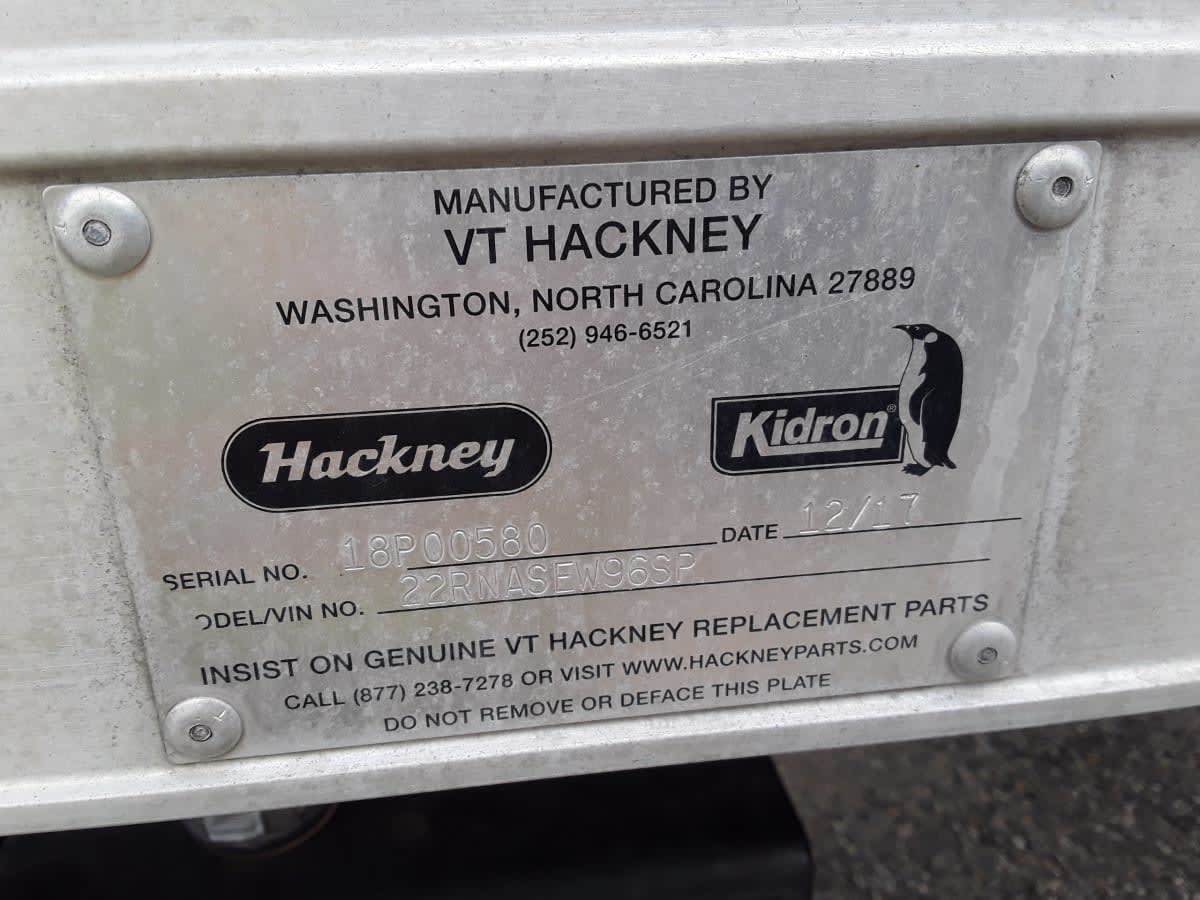 MANUFACTURED BY
VT HACKNEY
WASHINGTON, NORTH CAROLINA 27889
(252) 946-6521
Hackney
Kidron®
SERIAL NO. 18P00580 DATE 12/17
ODEL/VIN NO. 22RNASEW96SP
INSIST ON GENUINE VT HACKNEY REPLACEMENT PARTS
CALL (877) 238-7278 OR VISIT WWW.HACKNEYPARTS.COM
DO NOT REMOVE OR DEFACE THIS PLATE